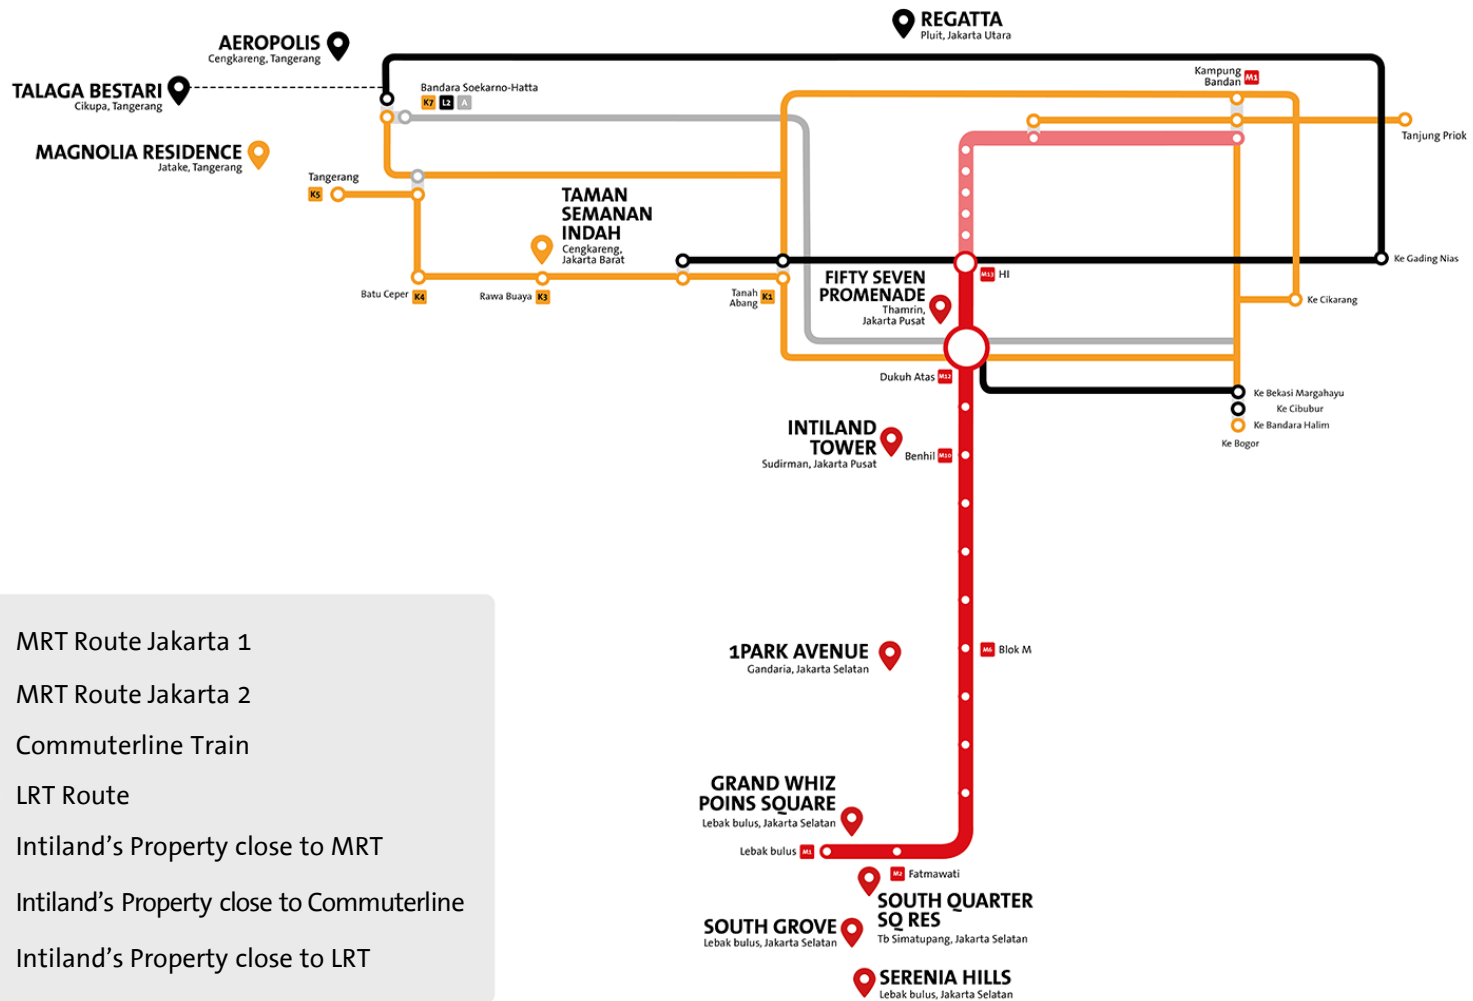 REGATTA
Pluit, Jakarta Utara
AEROPOLIS
Cengkareng, Tangerang
TALAGA BESTARI
Cikupa, Tangerang
Bandara Soekarno-Hatta
K7 L2 A
Kampung
Bandan
M1
Tanjung Priok
MAGNOLIA RESIDENCE
Jatake, Tangerang
Tangerang
K5
TAMAN
SEMANAN
INDAH
Cengkareng,
Jakarta Barat
Batu Ceper K4
Rawa Buaya K3
Tanah
Abang
K1
M13 HI
Ke Gading Nias
FIFTY SEVEN
PROMENADE
Thamrin,
Jakarta Pusat
Ke Cikarang
Dukuh Atas M12
Ke Bekasi Margahayu
Ke Cibubur
Ke Bandara Halim
Ke Bogor
INTILAND
TOWER
Sudirman, Jakarta Pusat
Benhil M10
1PARK AVENUE
Gandaria, Jakarta Selatan
M6 Blok M
MRT Route Jakarta 1
MRT Route Jakarta 2
Commuterline Train
LRT Route
Intiland's Property close to MRT
Intiland's Property close to Commuterline
Intiland's Property close to LRT
GRAND WHIZ
POINS SQUARE
Lebak bulus, Jakarta Selatan
Lebak bulus M1
M2 Fatmawati
SOUTH QUARTER
SQ RES
Tb Simatupang, Jakarta Selatan
SOUTH GROVE
Lebak bulus, Jakarta Selatan
SERENIA HILLS
Lebak bulus, Jakarta Selatan